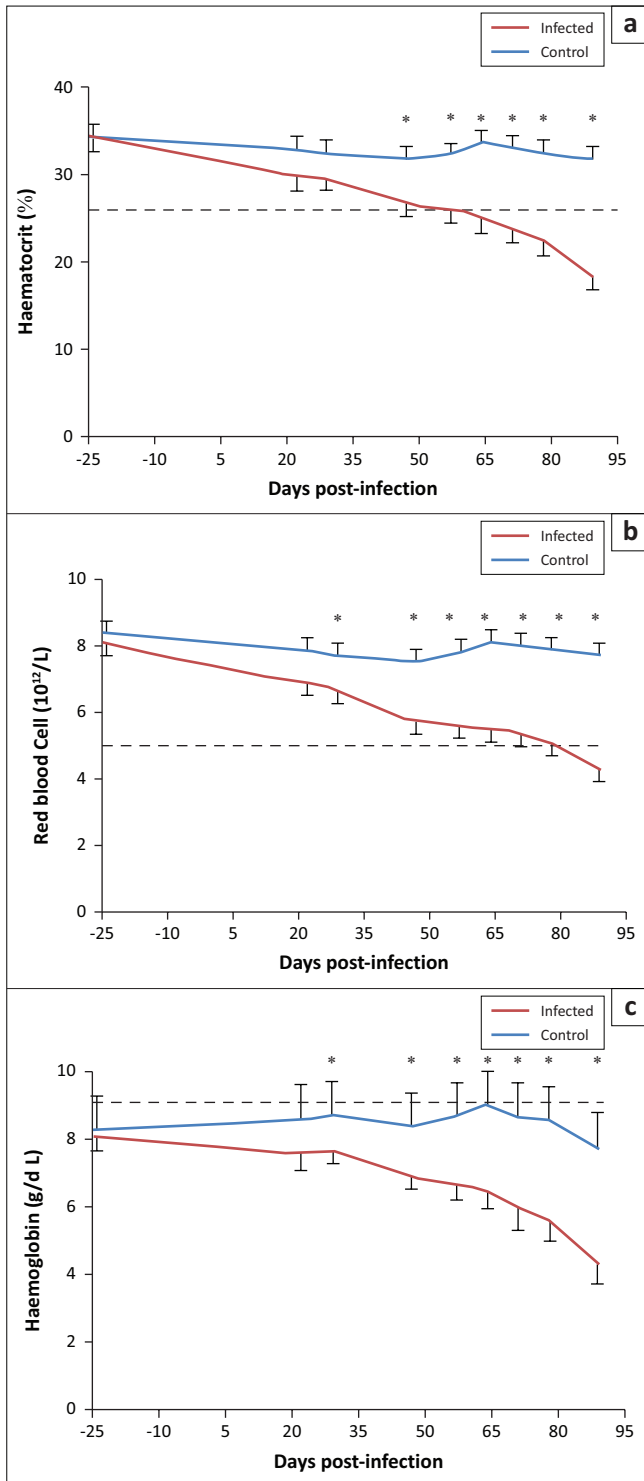 a
Infected
Control
* * * * * *
40
30
20
10
0
Haematocrit (%)
-25 -10 5 20 35 50 65 80 95
Days post-infection
b
Infected
Control
* * * * * * *
10
8
6
4
2
0
Red blood Cell (10¹²/L)
-25 -10 5 20 35 50 65 80 95
Days post-infection
c
Infected
Control
* * * * * * *
10
8
6
4
2
0
Haemoglobin (g/d L)
-25 -10 5 20 35 50 65 80 95
Days post-infection